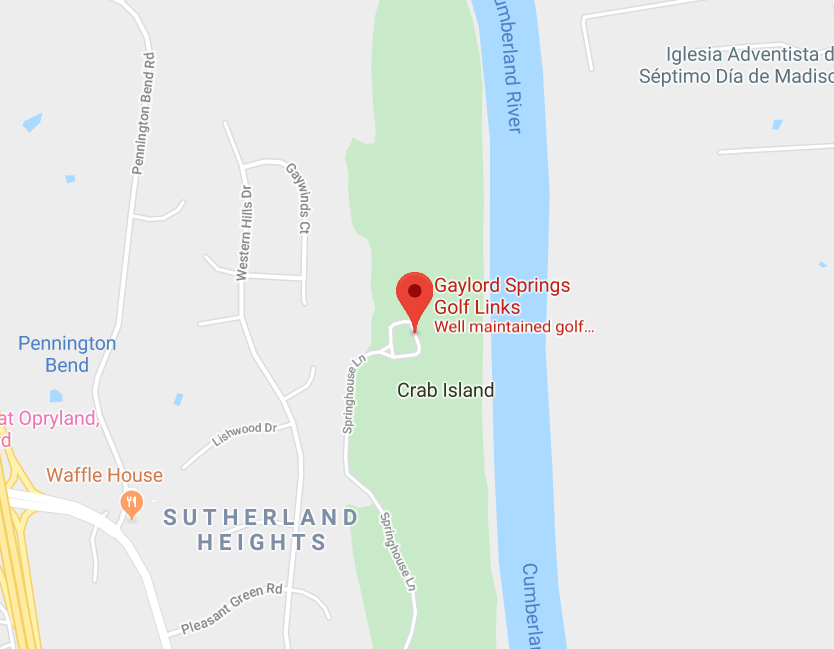 Cumberland River
Iglesia Adventista d
Séptimo Día de Madiso
Pennington Bend Rd
Gaywinds Ct
Western Hills Dr
Gaylord Springs
Golf Links
Well maintained golf...
Pennington
Bend
Springhouse Ln
Crab Island
at Opryland,
rd
Lishwood Dr
Waffle House
SUTHERLAND
HEIGHTS
Springhouse Ln
Cumberlan
Pleasant Green Rd